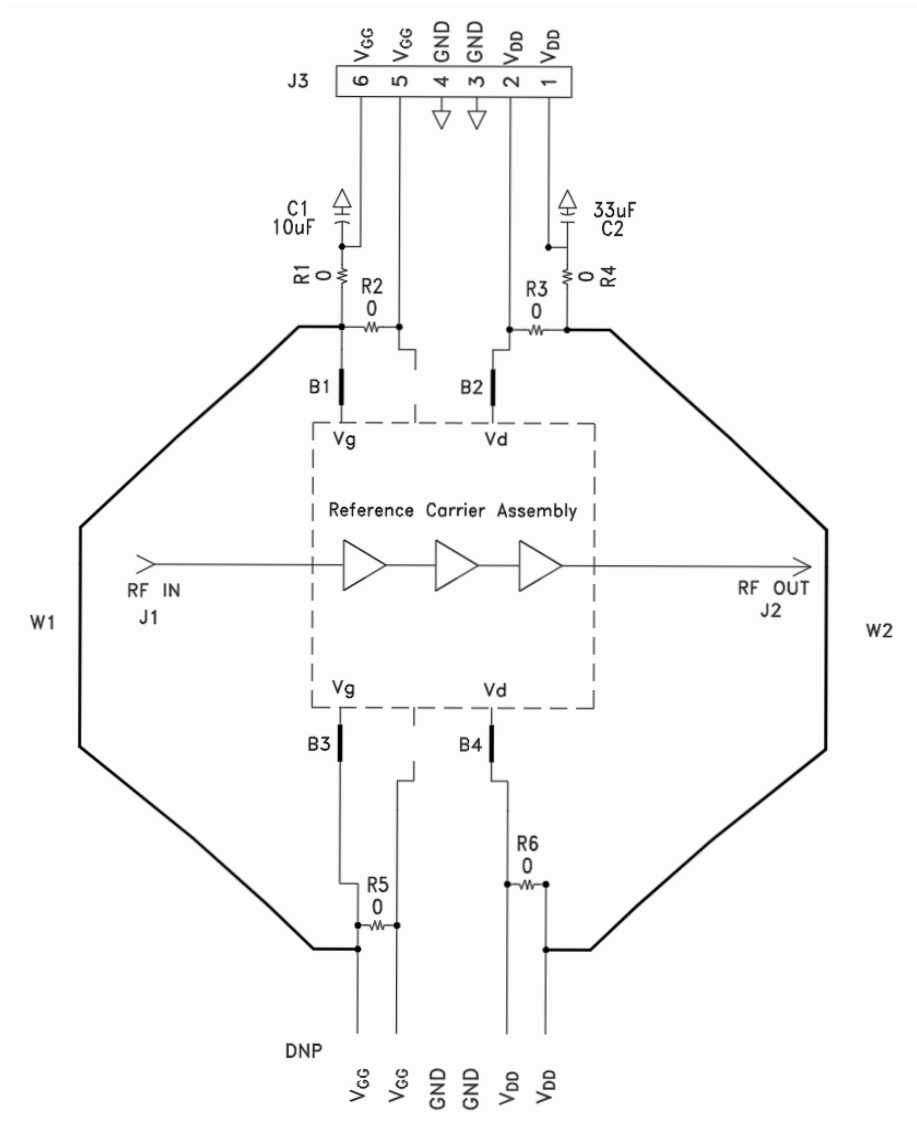 VGG VGG GND GND VDD VDD
J3 6 5 4 3 2 1
C1 33uF
10uF C2
R1 0 R2 R3 0 R4
0 0
B1 B2
Vg Vd
Reference Carrier Assembly
RF IN RF OUT
J1 J2
W1 W2
Vg Vd
B3 B4
R6
0
R5
0
DNP
VGG VGG GND GND VDD VDD